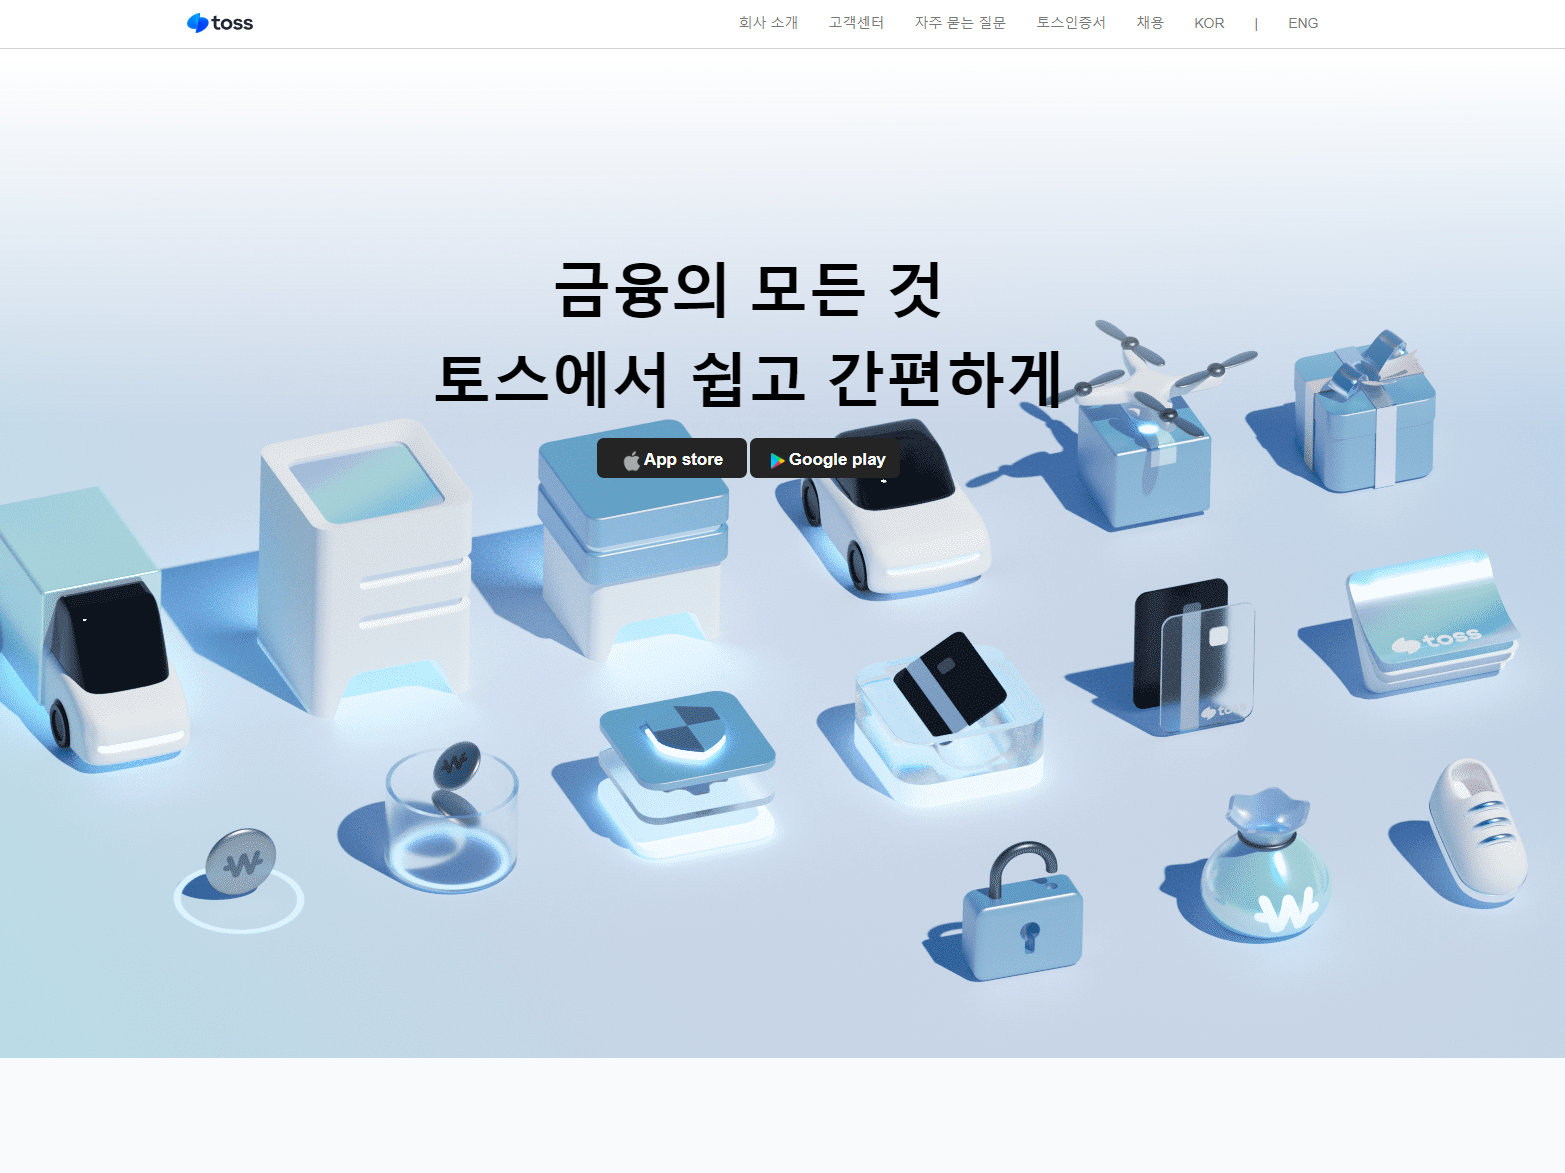 toss
회사 소개 고객센터 자주 묻는 질문 토스인증서 채용 KOR | ENG
금융의 모든 것
토스에서 쉽고 간편하게
App store Google play
toss
toss